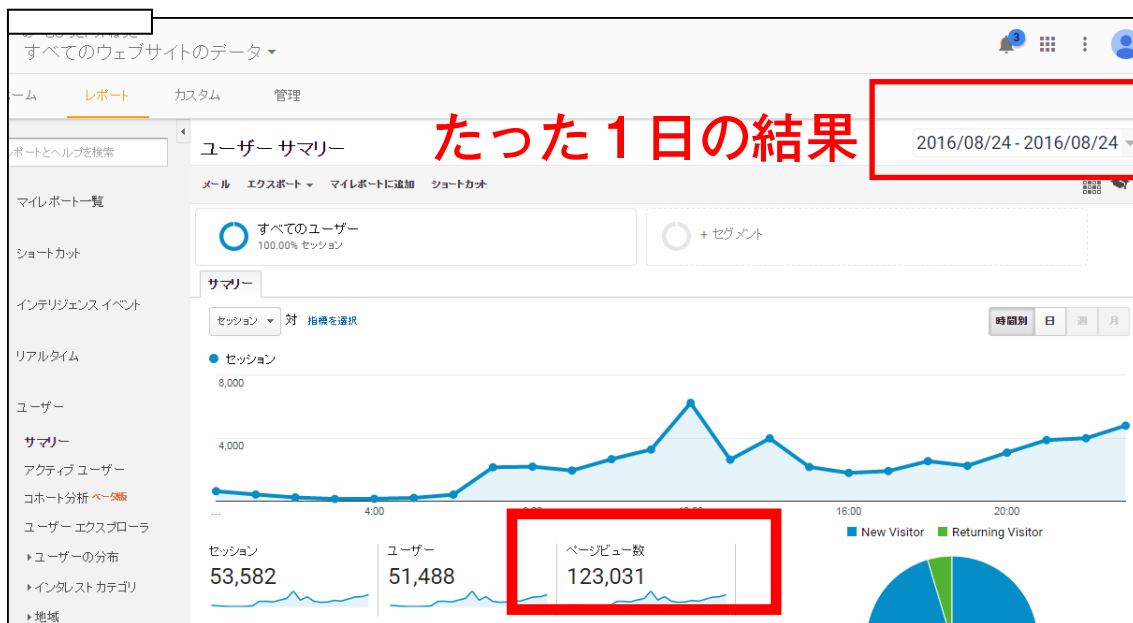 すべてのウェブサイトのデータ
3
ーム レポート カスタム 管理
たった１日の結果
2016/08/24 - 2016/08/24
ポートとヘルプを検索
ユーザー サマリー
メール エクスポート マイレポートに追加 ショートカット
マイレポート一覧
すべてのユーザー
100.00% セッション
+ セグメント
ショートカット
サマリー
インテリジェンス イベント
セッション 対 指標を選択
時間別 日 週 月
リアルタイム
セッション
8,000
ユーザー
サマリー
4,000
アクティブ ユーザー
コホート分析 ベータ版
... 4:00 16:00 20:00
ユーザー エクスプローラ
New Visitor Returning Visitor
ユーザーの分布
セッション ユーザー ページビュー数
53,582 51,488 123,031
インタレスト カテゴリ
地域